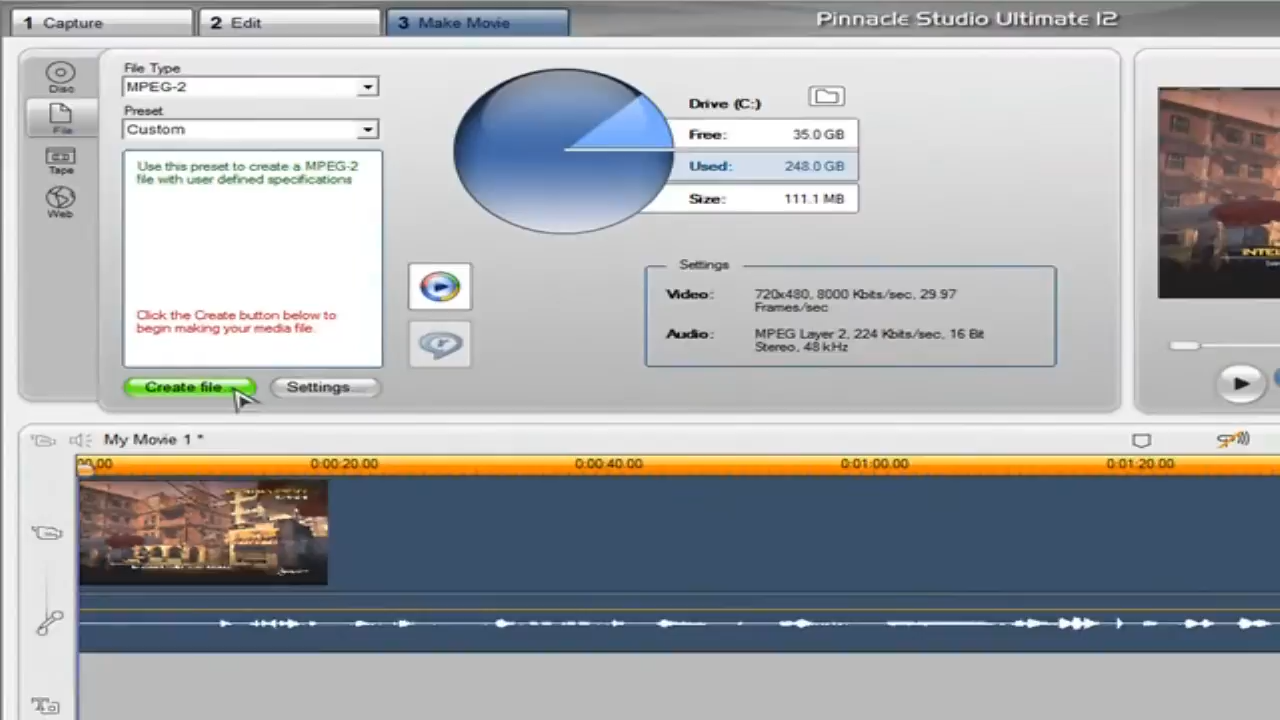 1 Capture
2 Edit
3 Make Movie
Pinnacle Studio Ultimate 12
Disc
File
Tape
Web
File Type
MPEG-2
Preset
Custom
Use this preset to create a MPEG-2
file with user defined specifications
Click the Create button below to
begin making your media file.
Create file...
Settings...
Drive (C:)
Free: 35.0 GB
Used: 248.0 GB
Size: 111.1 MB
Settings
Video: 720x480, 8000 Kbits/sec, 29.97
Frames/sec
Audio: MPEG Layer 2, 224 Kbits/sec, 16 Bit
Stereo, 48 kHz
INTEL
My Movie 1 *
00.00 0:00:20.00 0:00:40.00 0:01:00.00 0:01:20.00